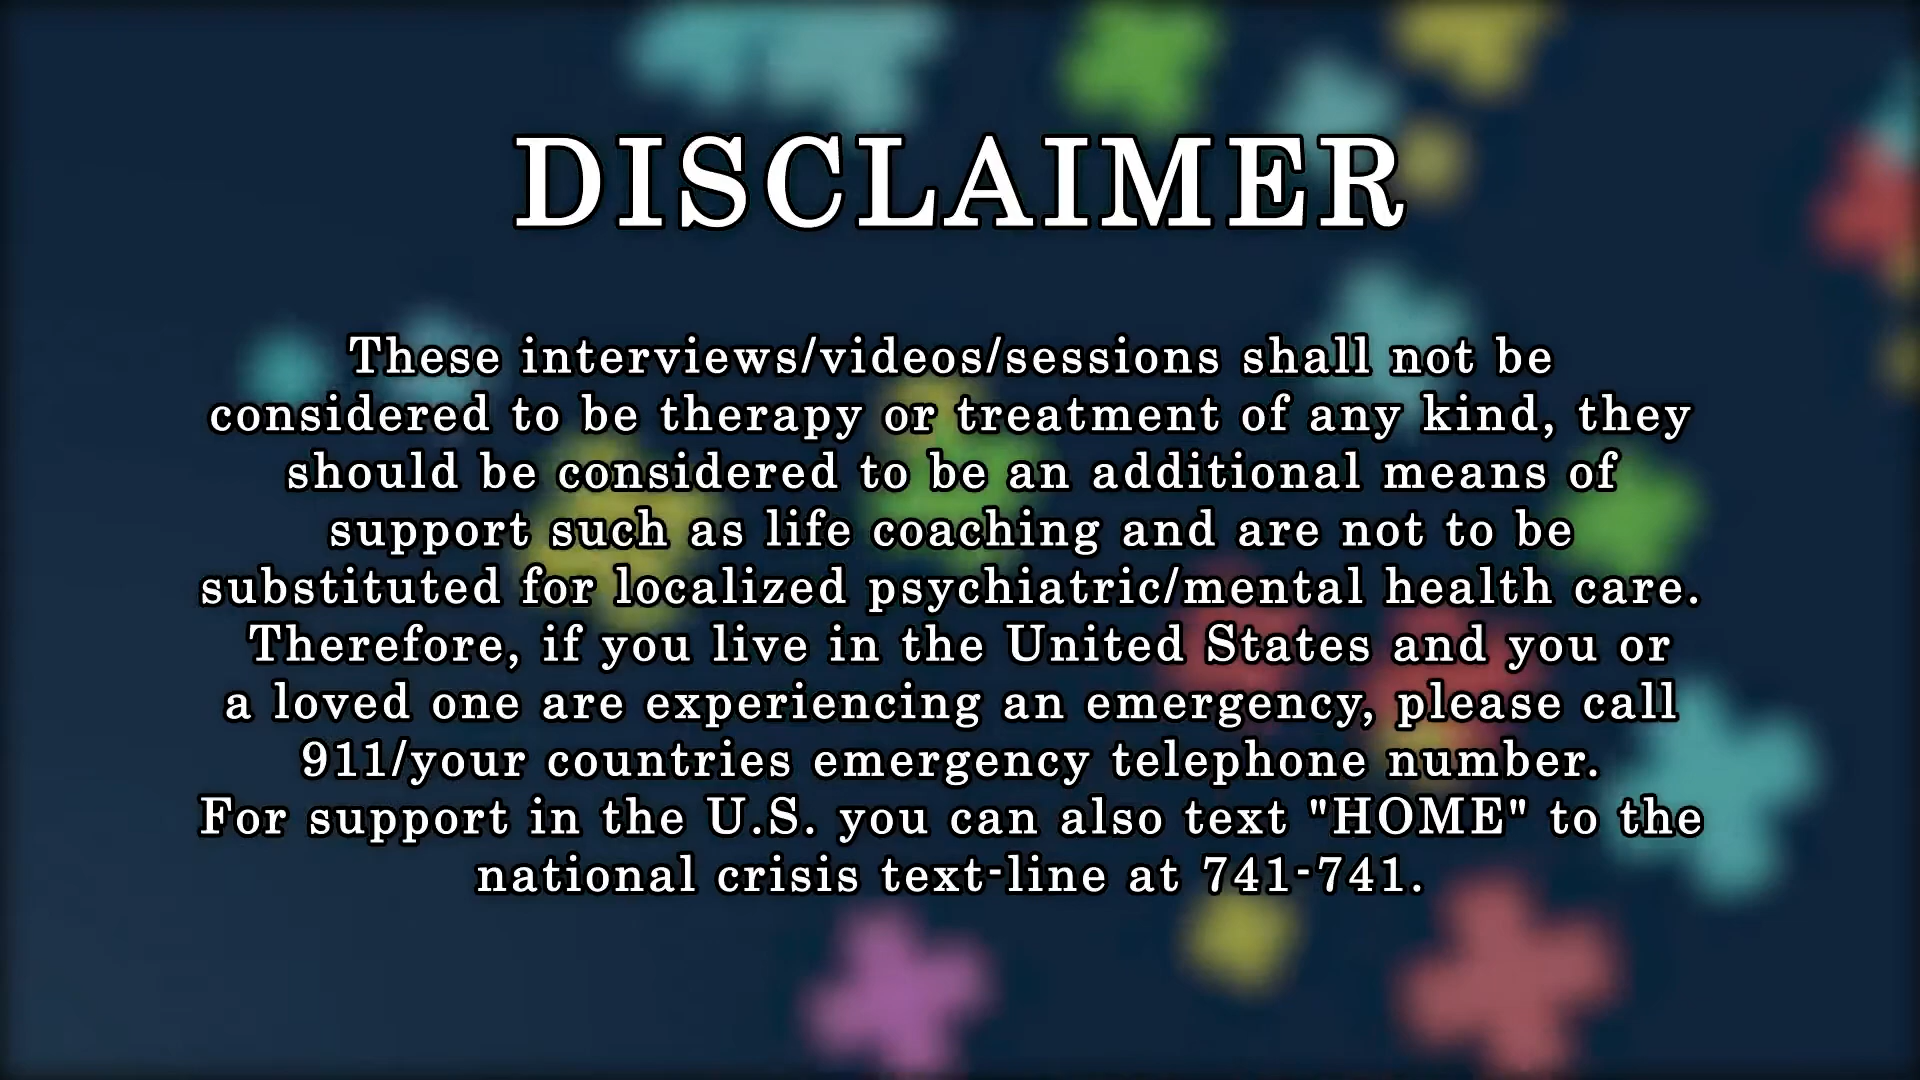 DISCLAIMER
These interviews/videos/sessions shall not be
considered to be therapy or treatment of any kind, they
should be considered to be an additional means of
support such as life coaching and are not to be
substituted for localized psychiatric/mental health care.
Therefore, if you live in the United States and you or
a loved one are experiencing an emergency, please call
911/your countries emergency telephone number.
For support in the U.S. you can also text "HOME" to the
national crisis text-line at 741-741.